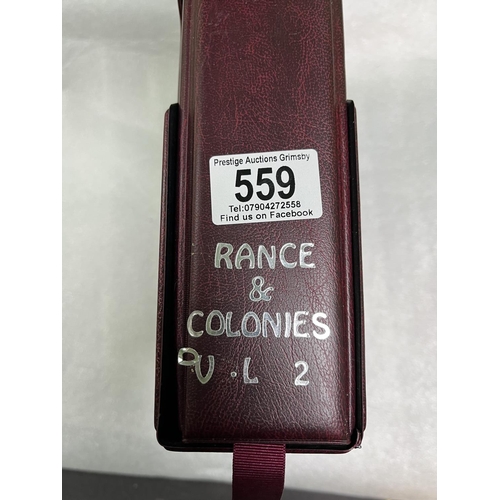 Prestige Auctions Grimsby
559
Tel:07904272558
Find us on Facebook
RANCE
&
COLONIES
V.L 2